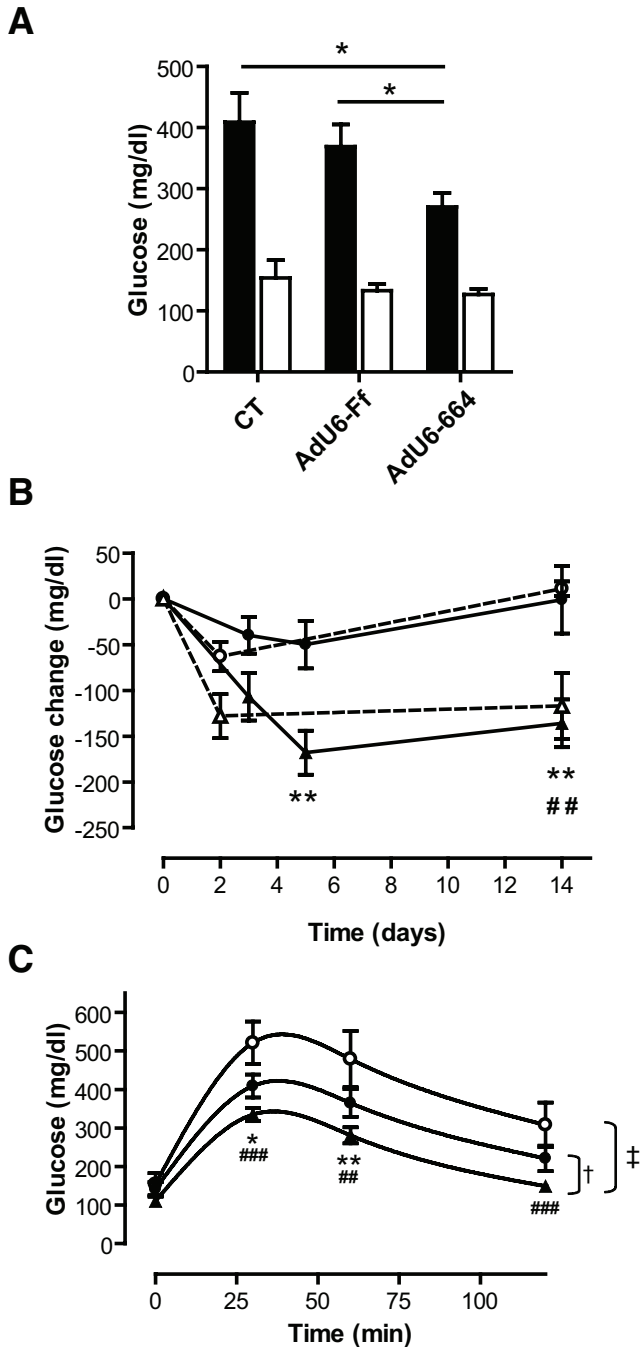 A
*
*
500
400
300
200
100
0
Glucose (mg/dl)
CT
AdU6-Ff
AdU6-664
B
50
0
-50
-100
-150
-200
-250
Glucose change (mg/dl)
**
**
##
0 2 4 6 8 10 12 14
Time (days)
C
600
500
400
300
200
100
0
Glucose (mg/dl)
*
###
**
##
###
†
‡
0 25 50 75 100
Time (min)